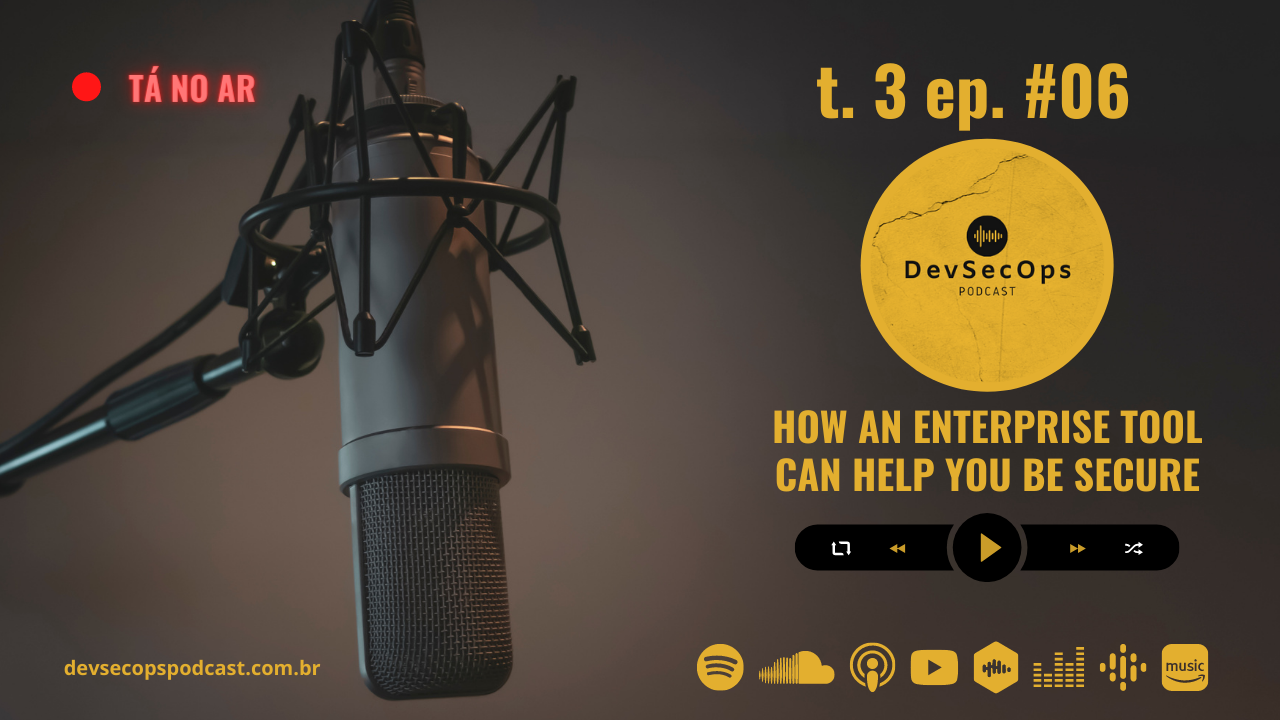 TÁ NO AR
t. 3 ep. #06
DevSecOps
PODCAST
HOW AN ENTERPRISE TOOL
CAN HELP YOU BE SECURE
devsecopspodcast.com.br
music